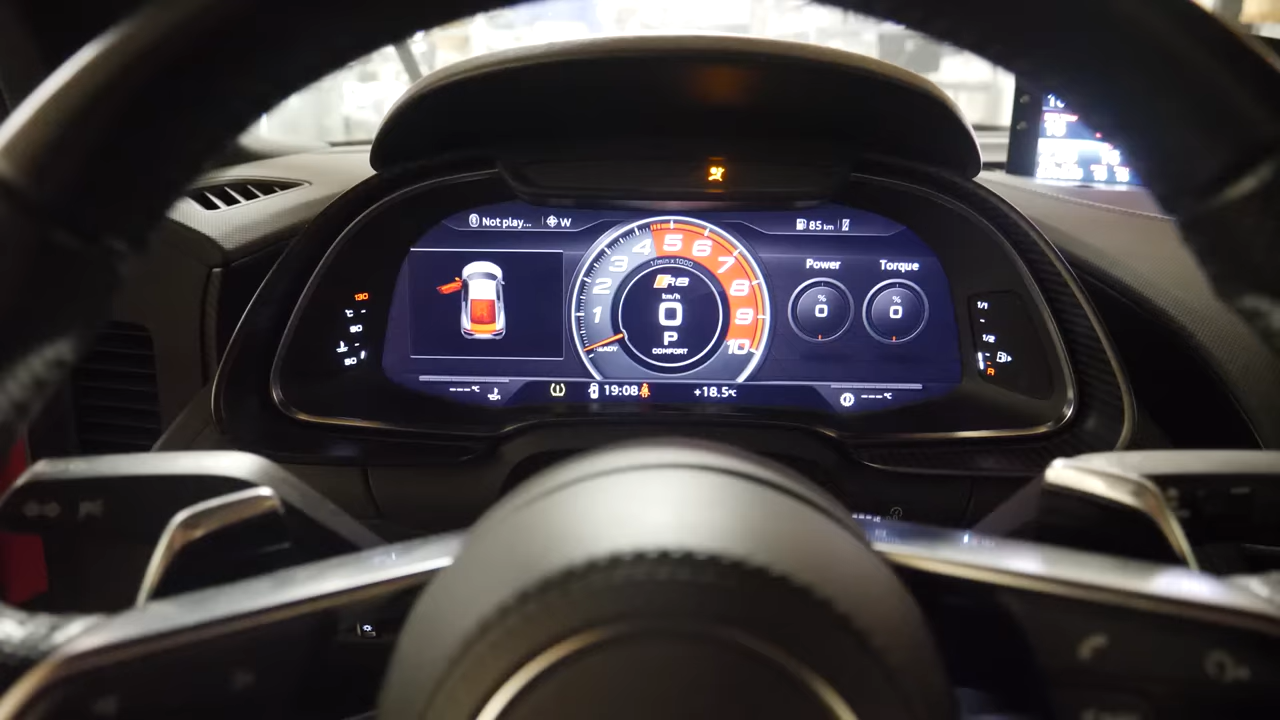 Not play...
W
85 km
130
°C
90
50
1
2
3
4
5
6
7
8
9
10
1/min x 1000
R8
km/h
0
P
COMFORT
READY
Power
%
0
Torque
%
0
1/1
1/2
R
---°C
19:08
+18.5°C
---°C